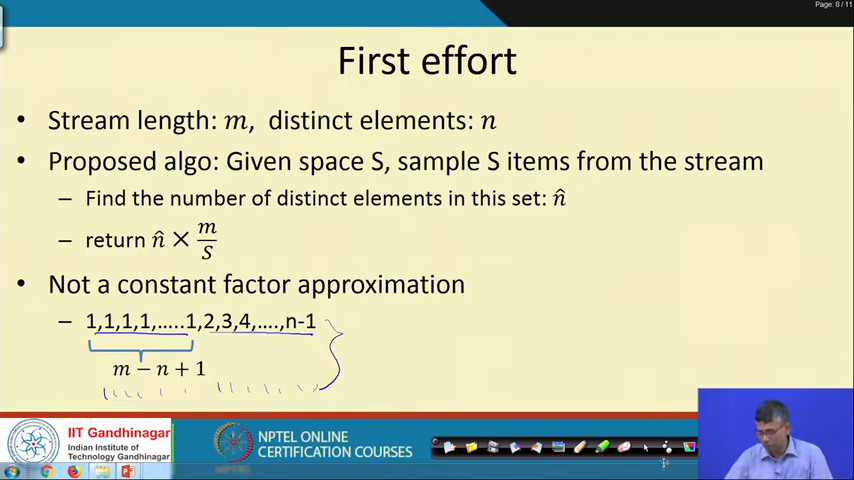 Page: 8 / 11
First effort
• Stream length: m, distinct elements: n
• Proposed algo: Given space S, sample S items from the stream
– Find the number of distinct elements in this set: n̂
– return n̂ × m/S
• Not a constant factor approximation
– 1,1,1,1,…..1,2,3,4,….,n-1
m − n + 1
IIT Gandhinagar
Indian Institute of
Technology Gandhinagar
NPTEL ONLINE
CERTIFICATION COURSES